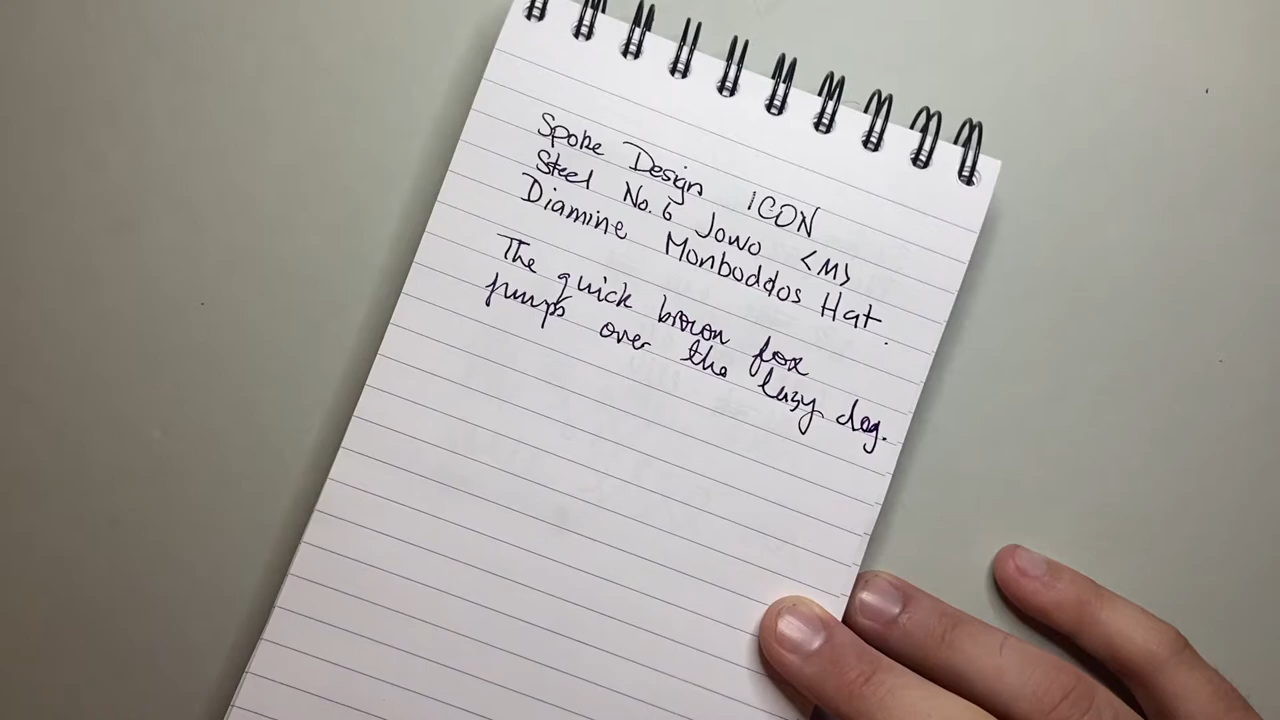 Spoke Design ICON
Steel No.6 Jowo <M>
Diamine Monboddos Hat.
The quick brown fox
jumps over the lazy dog.